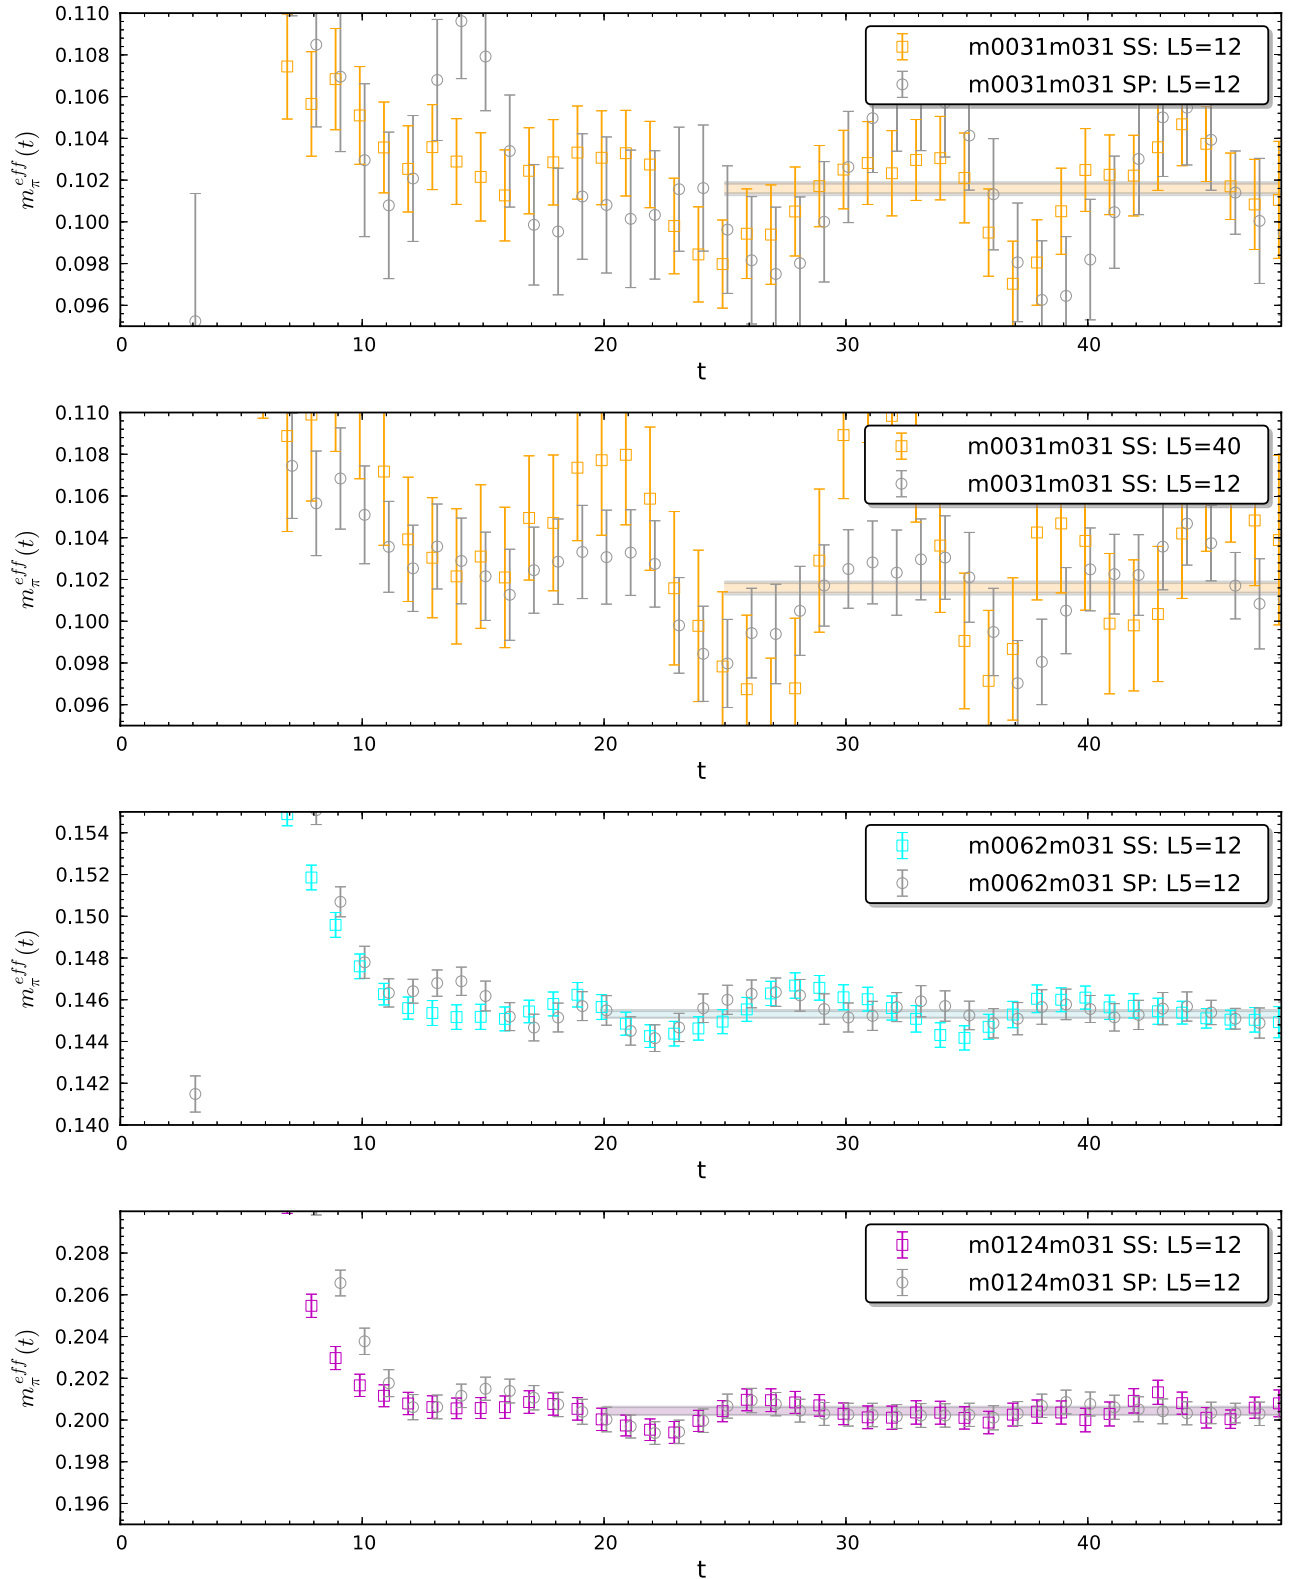 0.110
0.108
0.106
0.104
0.102
0.100
0.098
0.096
m_π^{eff}(t)
m0031m031 SS: L5=12
m0031m031 SP: L5=12
0 10 20 30 40
t
0.110
0.108
0.106
0.104
0.102
0.100
0.098
0.096
m_π^{eff}(t)
m0031m031 SS: L5=40
m0031m031 SS: L5=12
0 10 20 30 40
t
0.154
0.152
0.150
0.148
0.146
0.144
0.142
0.140
m_π^{eff}(t)
m0062m031 SS: L5=12
m0062m031 SP: L5=12
0 10 20 30 40
t
0.208
0.206
0.204
0.202
0.200
0.198
0.196
m_π^{eff}(t)
m0124m031 SS: L5=12
m0124m031 SP: L5=12
0 10 20 30 40
t